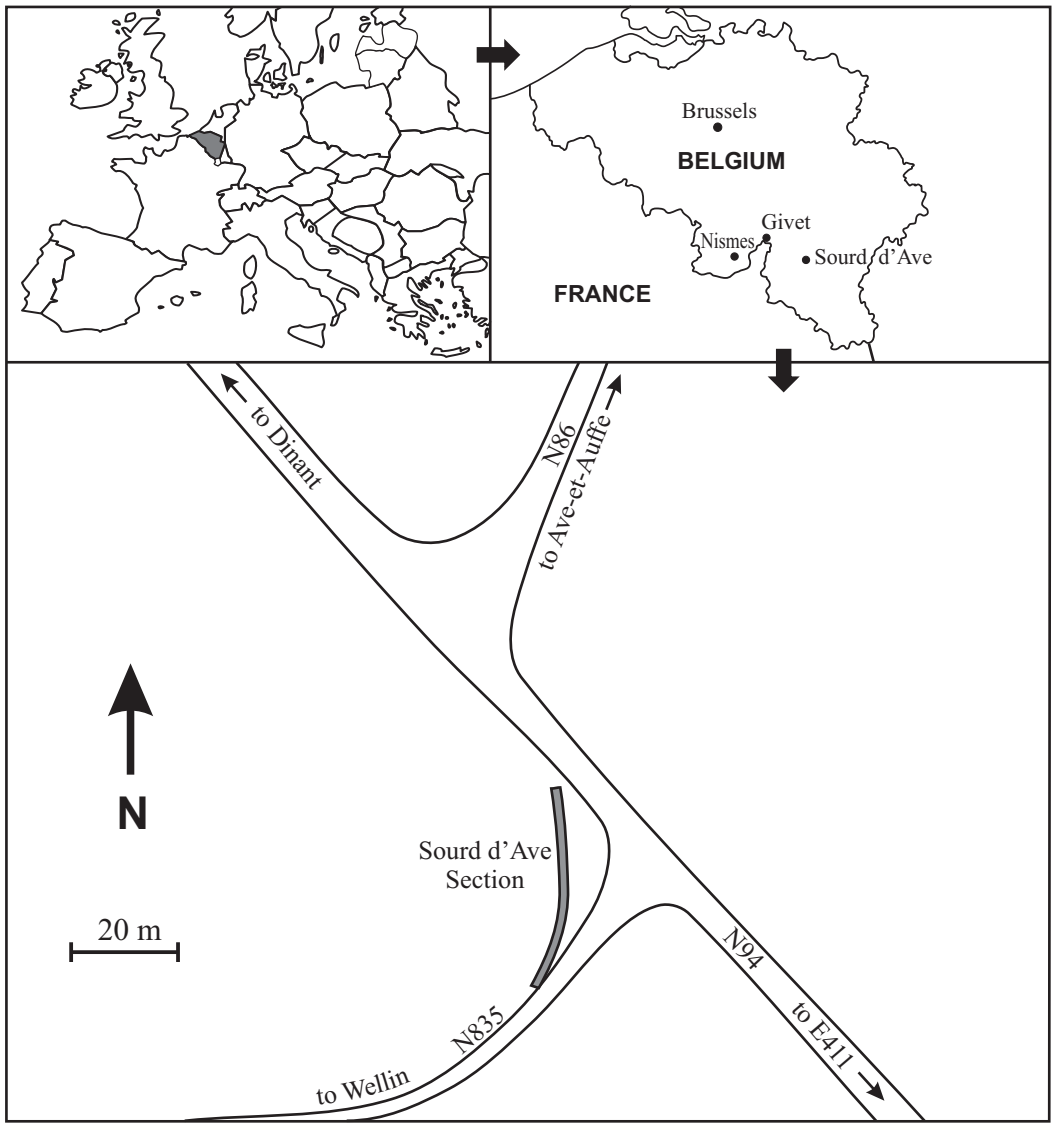 Brussels
BELGIUM
Givet
Nismes
Sourd d’Ave
FRANCE
to Dinant
N86
to Ave-et-Auffe
N
Sourd d’Ave
Section
20 m
N94
to E411
N835
to Wellin